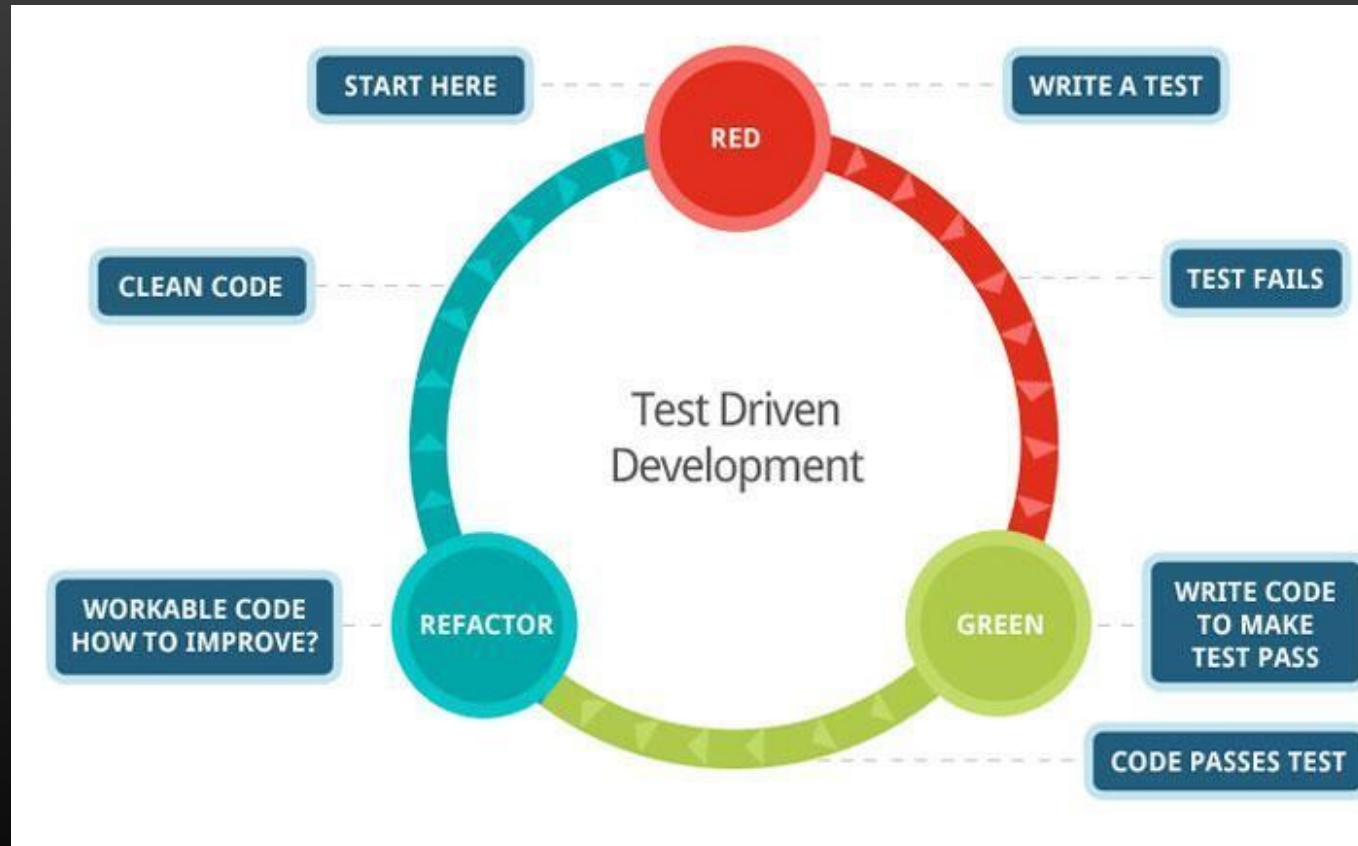 START HERE
WRITE A TEST
RED
CLEAN CODE
TEST FAILS
Test Driven
Development
WORKABLE CODE
HOW TO IMPROVE?
REFACTOR
GREEN
WRITE CODE
TO MAKE
TEST PASS
CODE PASSES TEST